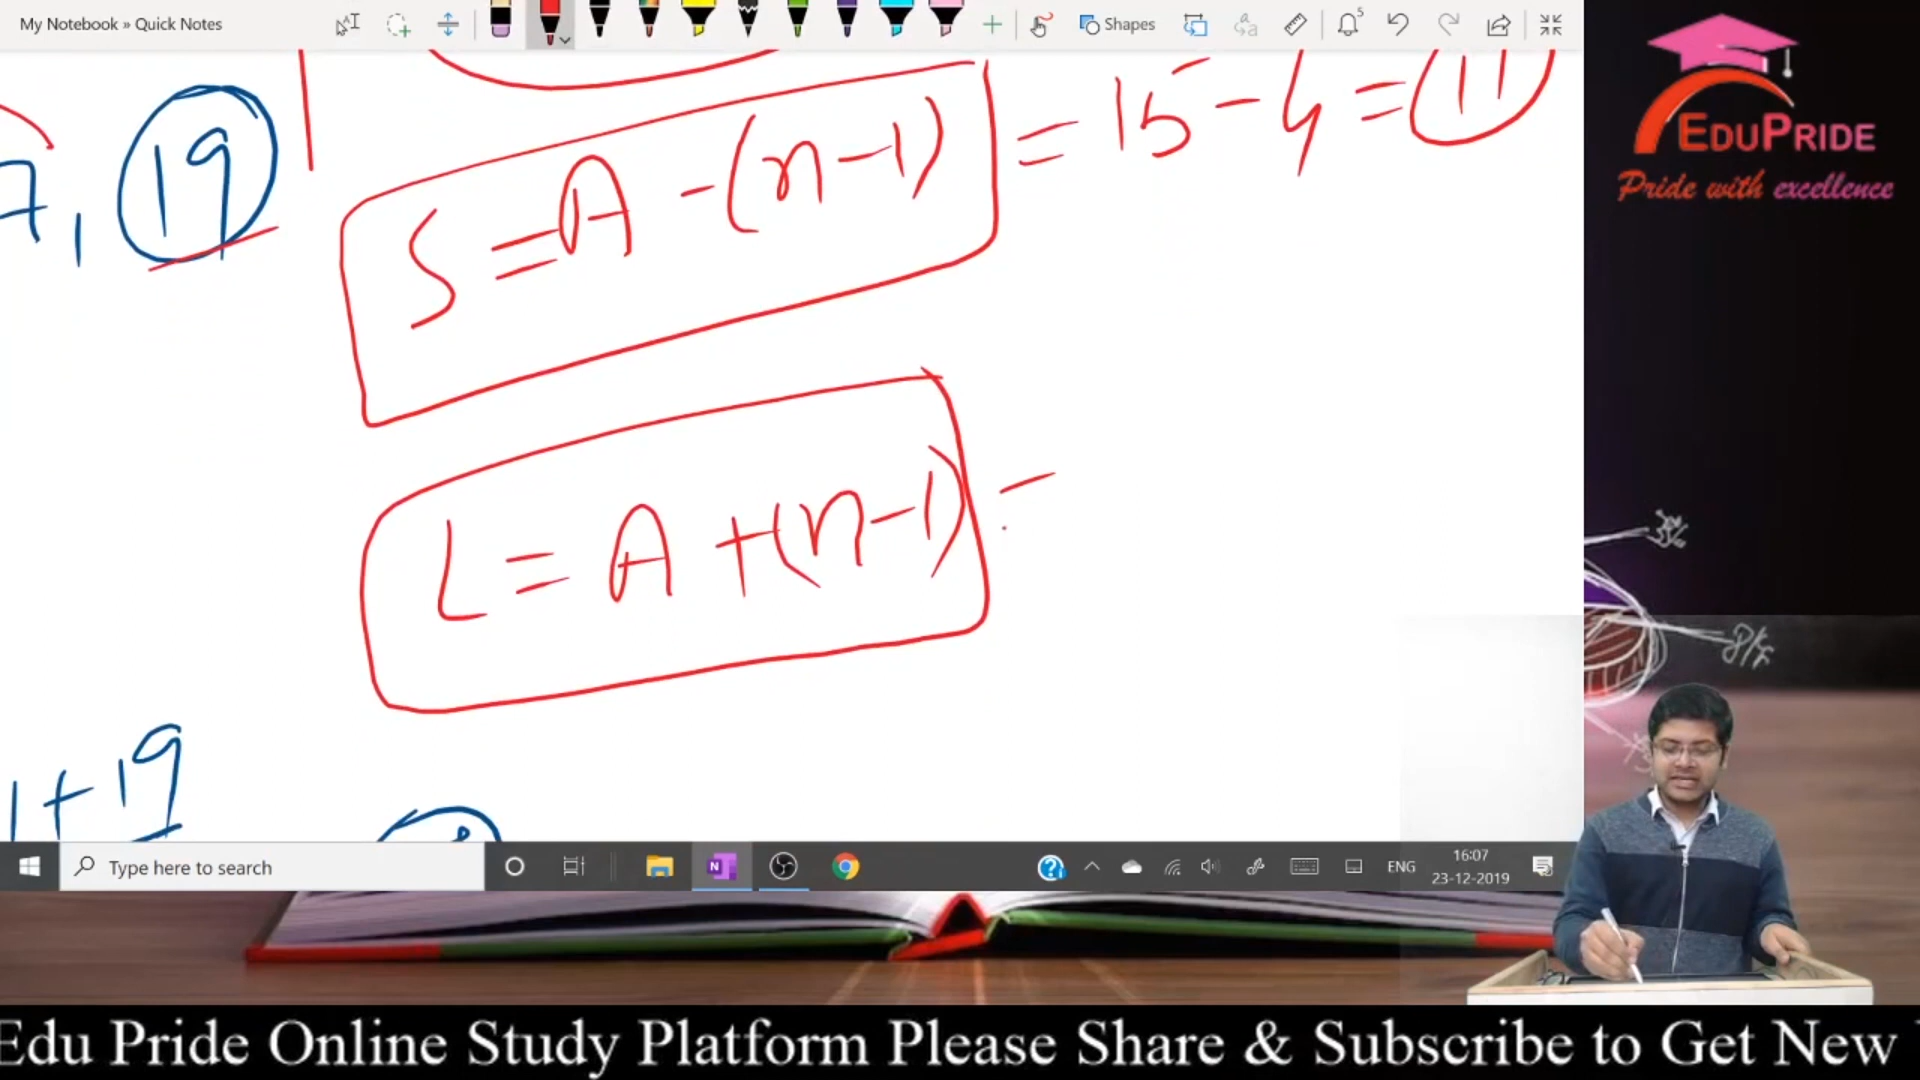 My Notebook » Quick Notes
Shapes
5
EDUPRIDE
Pride with excellence
7, 19
S = A - (n-1) = 15 - 4 = 11
L = A + (n-1) =
1 + 19
Type here to search
ENG
16:07
23-12-2019
Edu Pride Online Study Platform Please Share & Subscribe to Get New